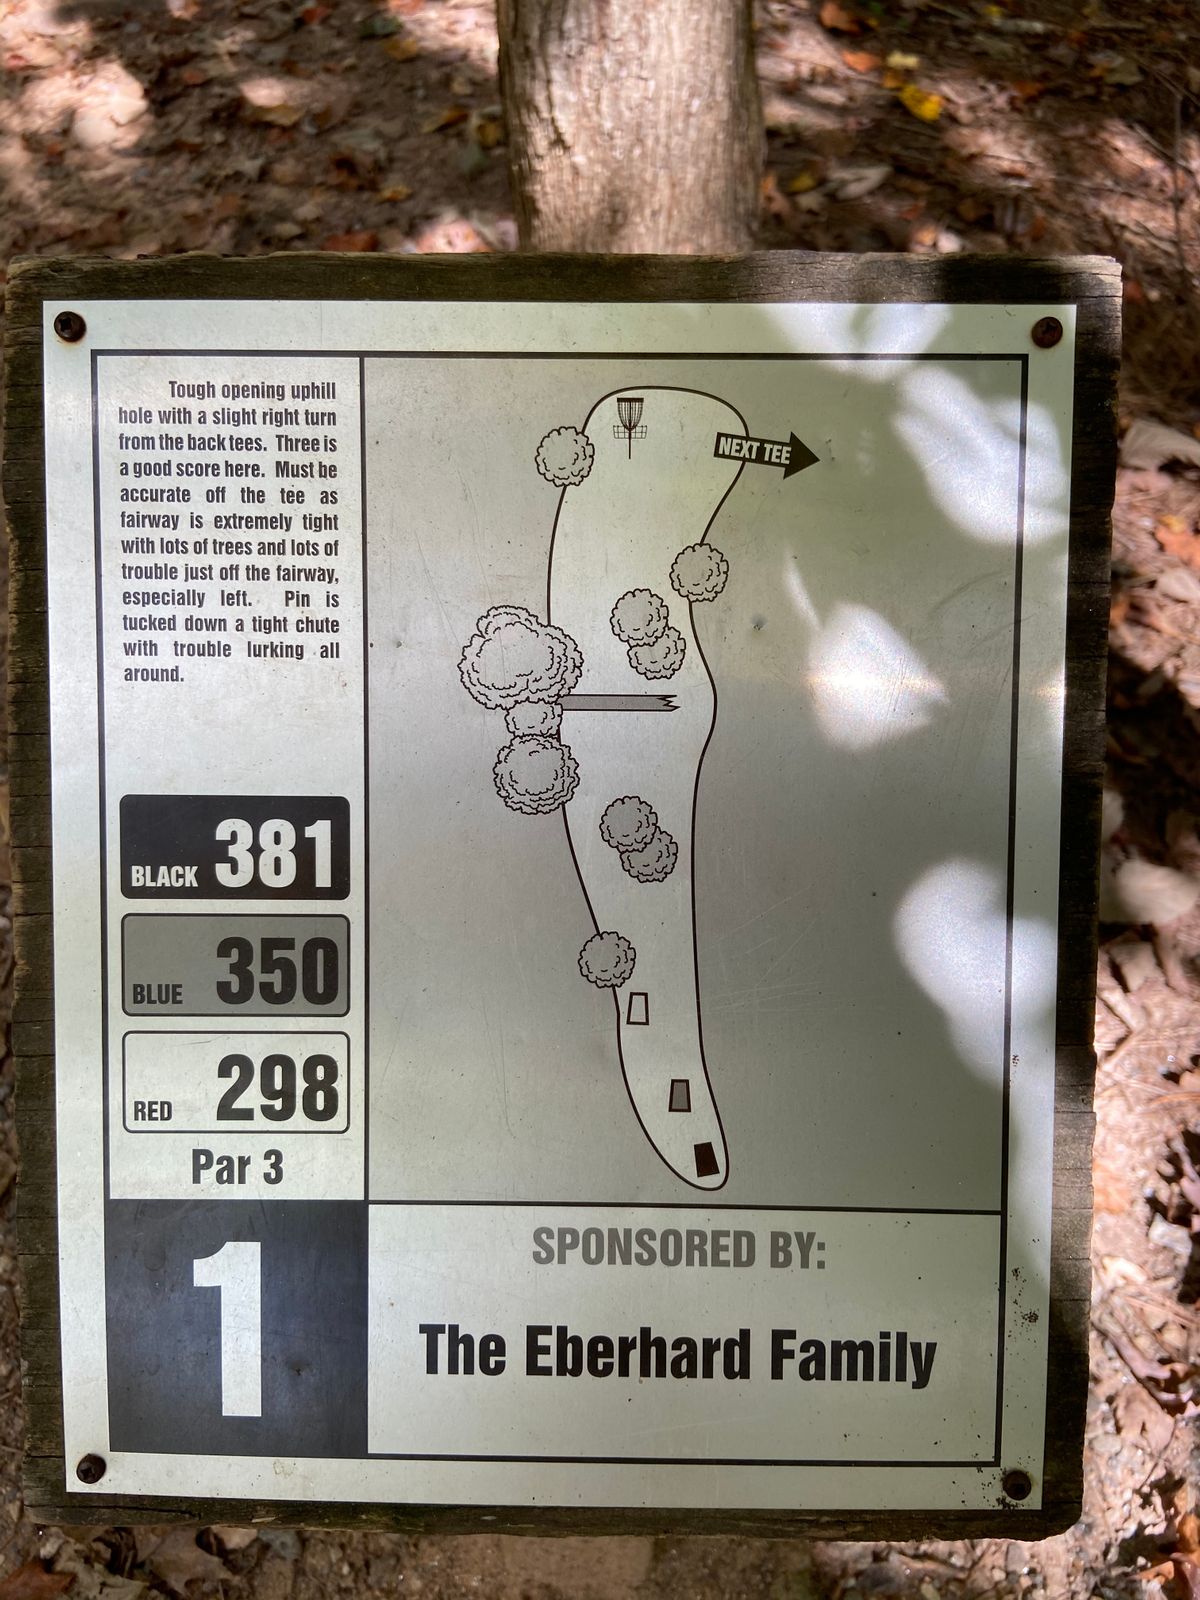 Tough opening uphill
hole with a slight right turn
from the back tees. Three is
a good score here. Must be
accurate off the tee as
fairway is extremely tight
with lots of trees and lots of
trouble just off the fairway,
especially left. Pin is
tucked down a tight chute
with trouble lurking all
around.
NEXT TEE
BLACK 381
BLUE 350
RED 298
Par 3
1
SPONSORED BY:
The Eberhard Family